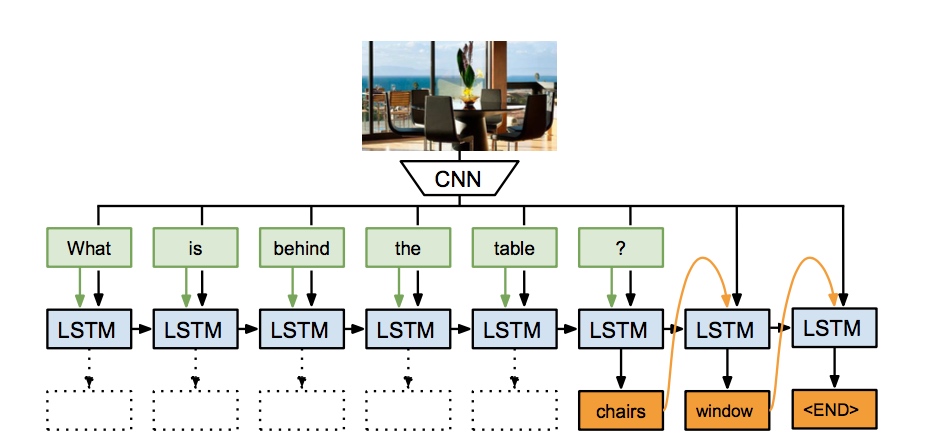 CNN
What is behind the table ?
LSTM LSTM LSTM LSTM LSTM LSTM LSTM LSTM
chairs window <END>